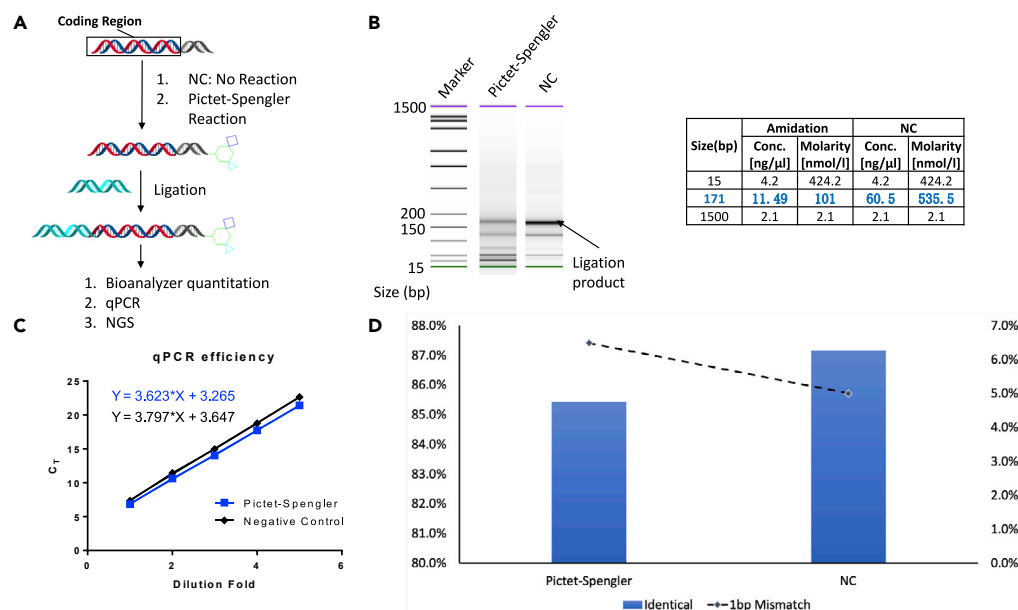 A
Coding Region
1. NC: No Reaction
2. Pictet-Spengler
Reaction
Ligation
1. Bioanalyzer quantitation
2. qPCR
3. NGS
B
Marker
Pictet-Spengler
NC
1500
200
150
15
Size (bp)
Ligation
product
Size(bp) Amidation NC
Conc. [ng/µl] Molarity [nmol/l] Conc. [ng/µl] Molarity [nmol/l]
15 4.2 424.2 4.2 424.2
171 11.49 101 60.5 535.5
1500 2.1 2.1 2.1 2.1
C
qPCR efficiency
Y = 3.623*X + 3.265
Y = 3.797*X + 3.647
25
20
15
10
5
0
C_T
Pictet-Spengler
Negative Control
0 2 4 6
Dilution Fold
D
88.0%
87.0%
86.0%
85.0%
84.0%
83.0%
82.0%
81.0%
80.0%
7.0%
6.0%
5.0%
4.0%
3.0%
2.0%
1.0%
0.0%
Pictet-Spengler NC
Identical 1bp Mismatch